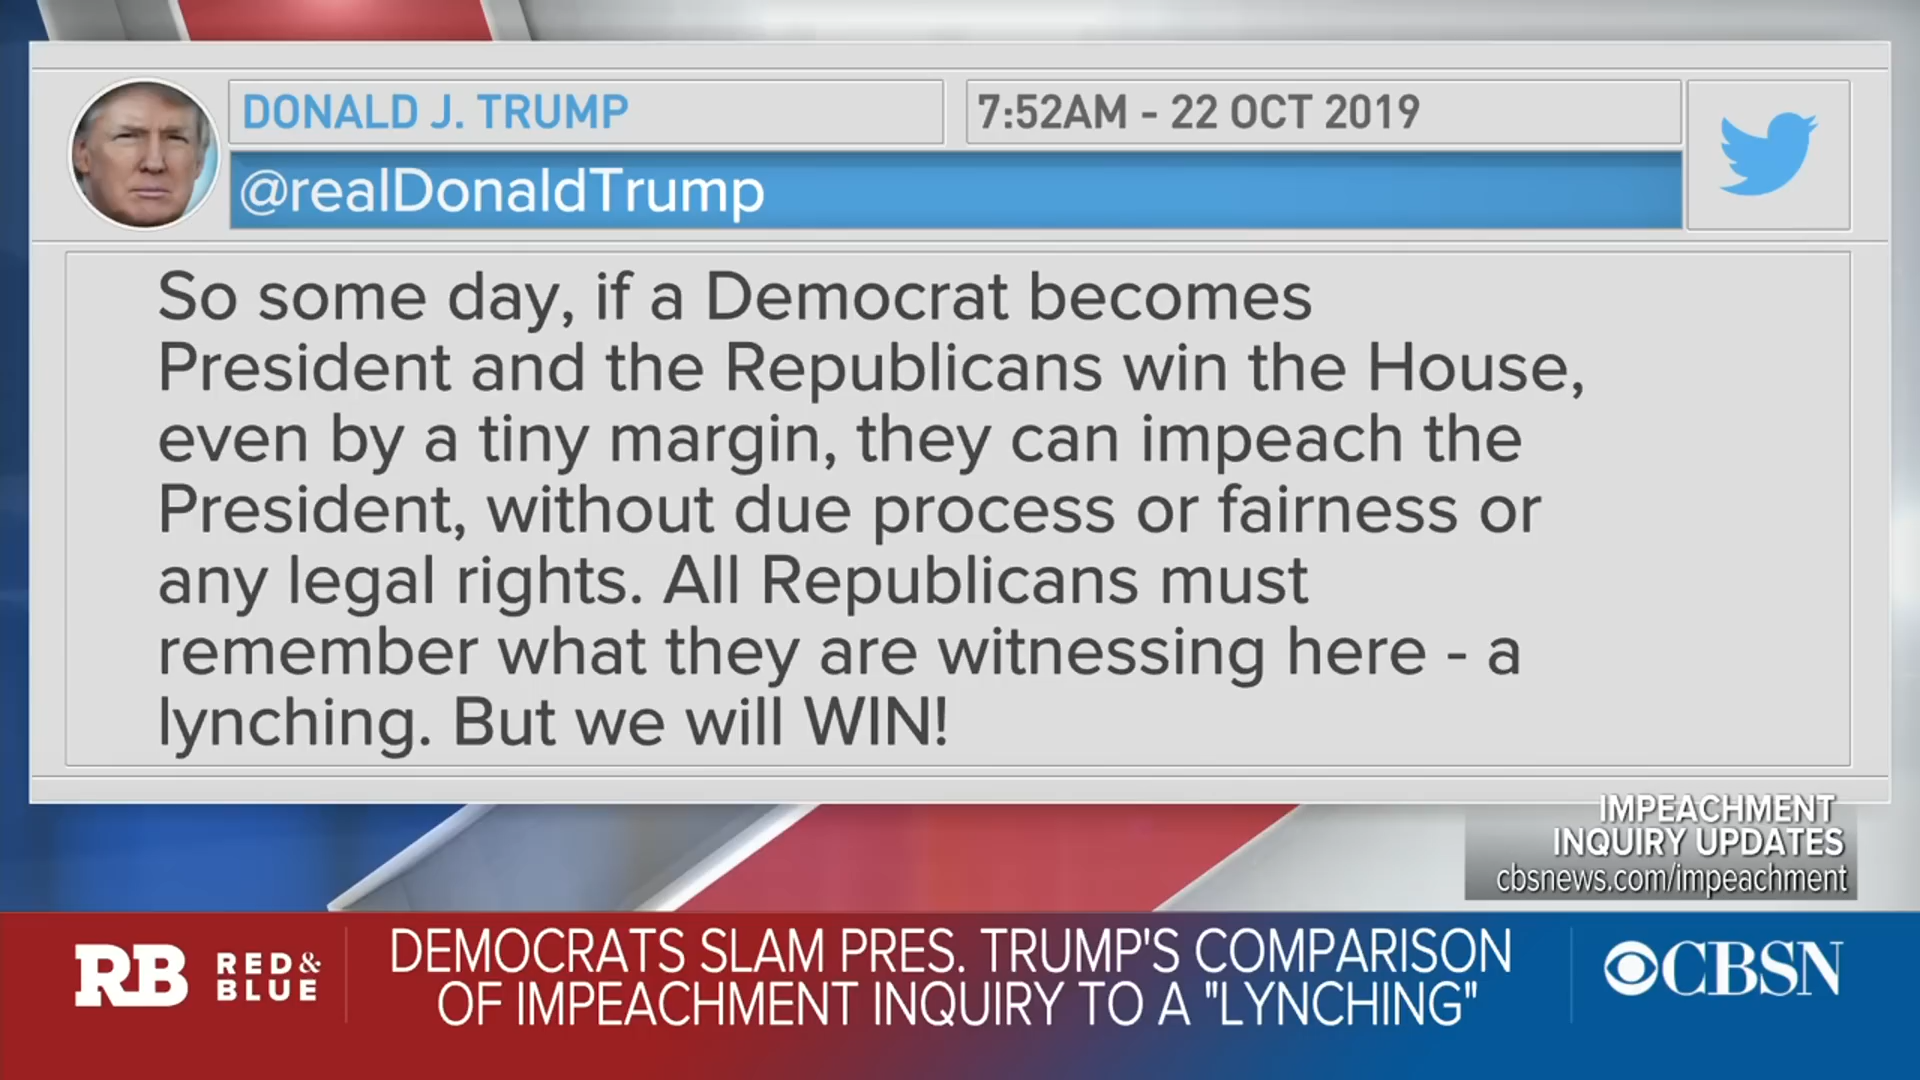 DONALD J. TRUMP
7:52AM - 22 OCT 2019
@realDonaldTrump
So some day, if a Democrat becomes
President and the Republicans win the House,
even by a tiny margin, they can impeach the
President, without due process or fairness or
any legal rights. All Republicans must
remember what they are witnessing here - a
lynching. But we will WIN!
IMPEACHMENT
INQUIRY UPDATES
cbsnews.com/impeachment
RB RED & BLUE
DEMOCRATS SLAM PRES. TRUMP'S COMPARISON
OF IMPEACHMENT INQUIRY TO A "LYNCHING"
CBSN